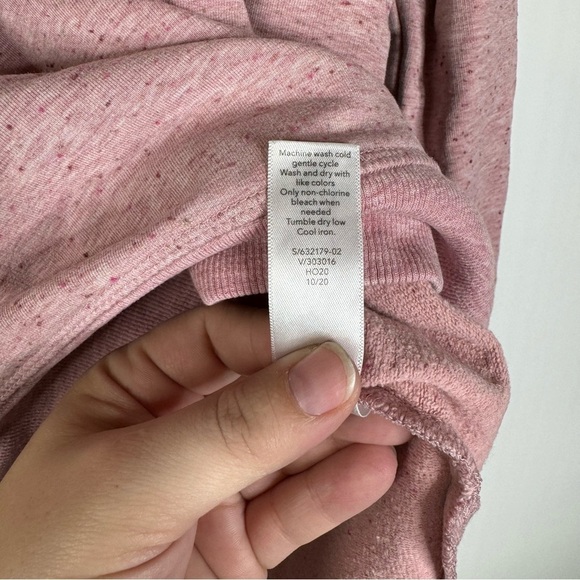 Machine wash cold
gentle cycle
Wash and dry with
like colors
Only non-chlorine
bleach when
needed
Tumble dry low
Cool iron.
S/632179-02
V/303016
HO20
10/20